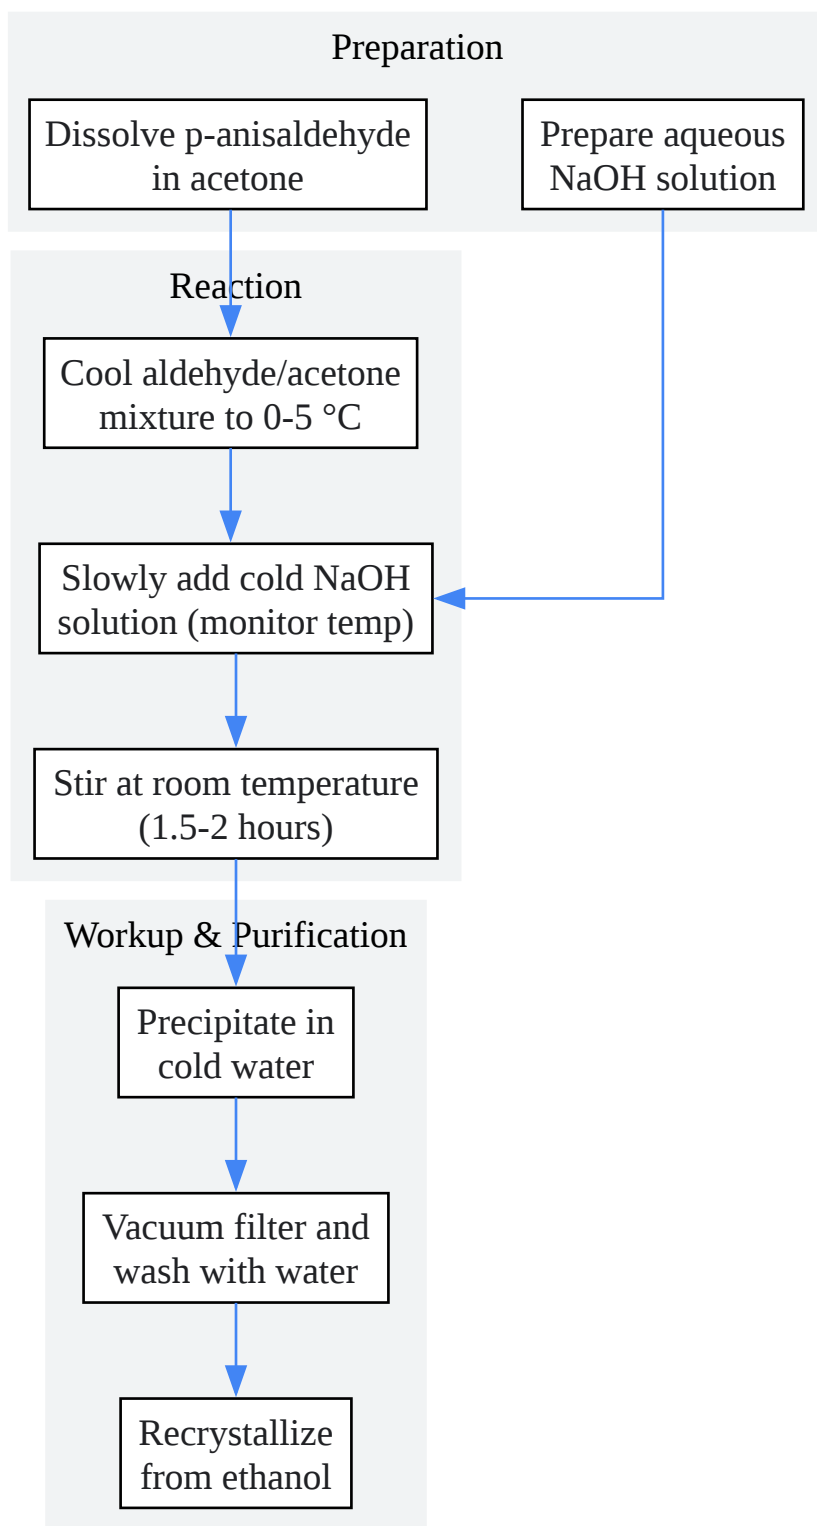 Preparation
Dissolve p-anisaldehyde
in acetone
Prepare aqueous
NaOH solution
Reaction
Cool aldehyde/acetone
mixture to 0-5 °C
Slowly add cold NaOH
solution (monitor temp)
Stir at room temperature
(1.5-2 hours)
Workup & Purification
Precipitate in
cold water
Vacuum filter and
wash with water
Recrystallize
from ethanol